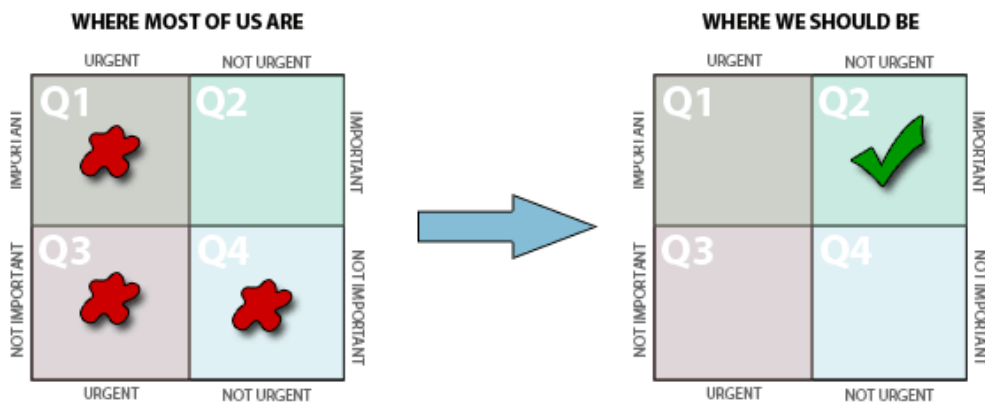 WHERE MOST OF US ARE
URGENT NOT URGENT
Q1 Q2
IMPORTANT IMPORTANT
Q3 Q4
NOT IMPORTANT NOT IMPORTANT
URGENT NOT URGENT
WHERE WE SHOULD BE
URGENT NOT URGENT
Q1 Q2
IMPORTANT IMPORTANT
Q3 Q4
NOT IMPORTANT NOT IMPORTANT
URGENT NOT URGENT